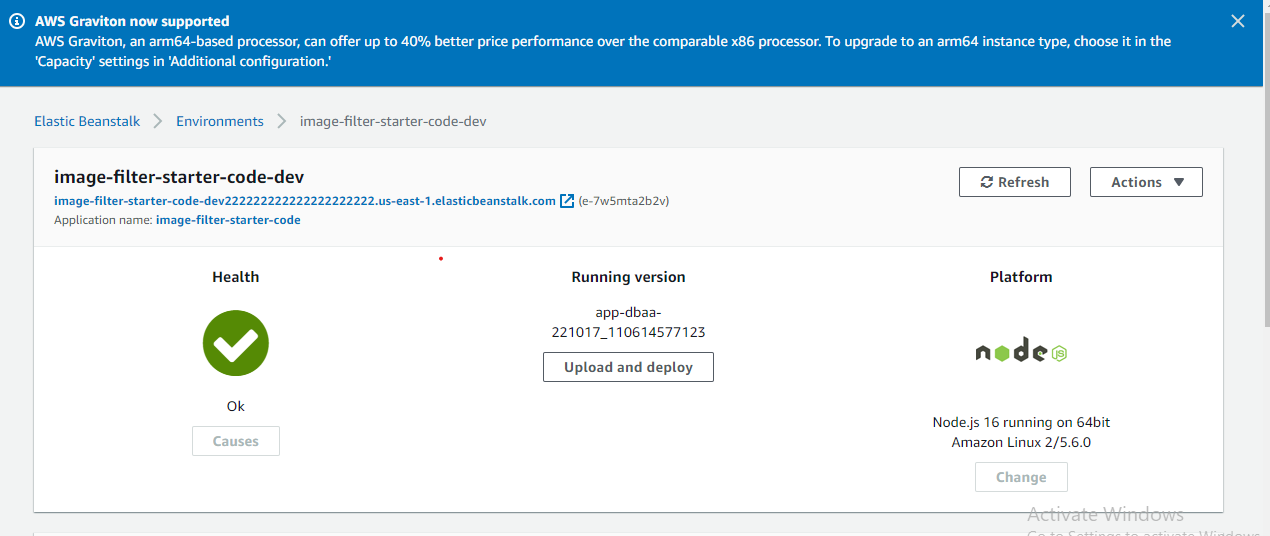 AWS Graviton now supported
AWS Graviton, an arm64-based processor, can offer up to 40% better price performance over the comparable x86 processor. To upgrade to an arm64 instance type, choose it in the
'Capacity' settings in 'Additional configuration.'
Elastic Beanstalk > Environments > image-filter-starter-code-dev
image-filter-starter-code-dev
Refresh
Actions
image-filter-starter-code-dev222222222222222222222.us-east-1.elasticbeanstalk.com (e-7w5mta2b2v)
Application name: image-filter-starter-code
Health
Running version
Platform
app-dbaa-
221017_110614577123
Upload and deploy
node
JS
Ok
Causes
Node.js 16 running on 64bit
Amazon Linux 2/5.6.0
Change
Activate Windows
Go to Settings to activate Windows.